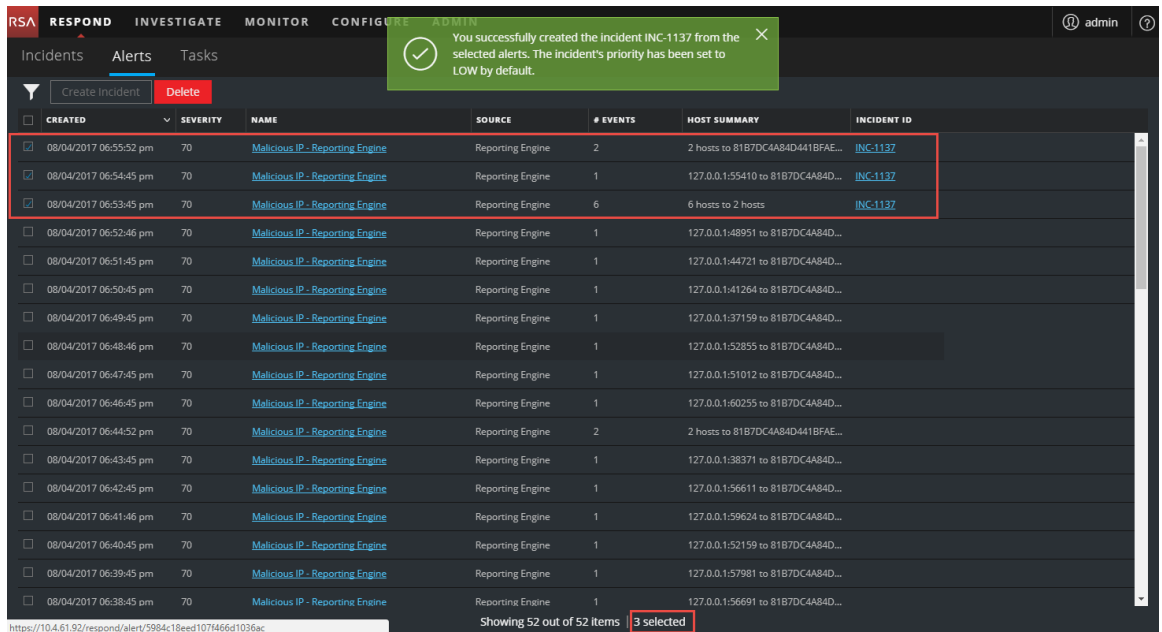 RSA RESPOND INVESTIGATE MONITOR CONFIGURE ADMIN admin ?
You successfully created the incident INC-1137 from the
selected alerts. The incident's priority has been set to
LOW by default.
Incidents Alerts Tasks
Create Incident Delete
CREATED SEVERITY NAME SOURCE # EVENTS HOST SUMMARY INCIDENT ID
08/04/2017 06:55:52 pm 70 Malicious IP - Reporting Engine Reporting Engine 2 2 hosts to 81B7DC4A84D441BFAE... INC-1137
08/04/2017 06:54:45 pm 70 Malicious IP - Reporting Engine Reporting Engine 1 127.0.0.1:55410 to 81B7DC4A84D... INC-1137
08/04/2017 06:53:45 pm 70 Malicious IP - Reporting Engine Reporting Engine 6 6 hosts to 2 hosts INC-1137
08/04/2017 06:52:46 pm 70 Malicious IP - Reporting Engine Reporting Engine 1 127.0.0.1:48951 to 81B7DC4A84D...
08/04/2017 06:51:45 pm 70 Malicious IP - Reporting Engine Reporting Engine 1 127.0.0.1:44721 to 81B7DC4A84D...
08/04/2017 06:50:45 pm 70 Malicious IP - Reporting Engine Reporting Engine 1 127.0.0.1:41264 to 81B7DC4A84D...
08/04/2017 06:49:45 pm 70 Malicious IP - Reporting Engine Reporting Engine 1 127.0.0.1:37159 to 81B7DC4A84D...
08/04/2017 06:48:46 pm 70 Malicious IP - Reporting Engine Reporting Engine 1 127.0.0.1:52855 to 81B7DC4A84D...
08/04/2017 06:47:45 pm 70 Malicious IP - Reporting Engine Reporting Engine 1 127.0.0.1:51012 to 81B7DC4A84D...
08/04/2017 06:46:45 pm 70 Malicious IP - Reporting Engine Reporting Engine 1 127.0.0.1:60255 to 81B7DC4A84D...
08/04/2017 06:44:52 pm 70 Malicious IP - Reporting Engine Reporting Engine 2 2 hosts to 81B7DC4A84D441BFAE...
08/04/2017 06:43:45 pm 70 Malicious IP - Reporting Engine Reporting Engine 1 127.0.0.1:38371 to 81B7DC4A84D...
08/04/2017 06:42:45 pm 70 Malicious IP - Reporting Engine Reporting Engine 1 127.0.0.1:56611 to 81B7DC4A84D...
08/04/2017 06:41:46 pm 70 Malicious IP - Reporting Engine Reporting Engine 1 127.0.0.1:59624 to 81B7DC4A84D...
08/04/2017 06:40:45 pm 70 Malicious IP - Reporting Engine Reporting Engine 1 127.0.0.1:52159 to 81B7DC4A84D...
08/04/2017 06:39:45 pm 70 Malicious IP - Reporting Engine Reporting Engine 1 127.0.0.1:57981 to 81B7DC4A84D...
08/04/2017 06:38:45 pm 70 Malicious IP - Reporting Engine Reporting Engine 1 127.0.0.1:56691 to 81B7DC4A84D...
Showing 52 out of 52 items | 3 selected
https://10.4.61.92/respond/alert/5984c18eed107f466d1036ac